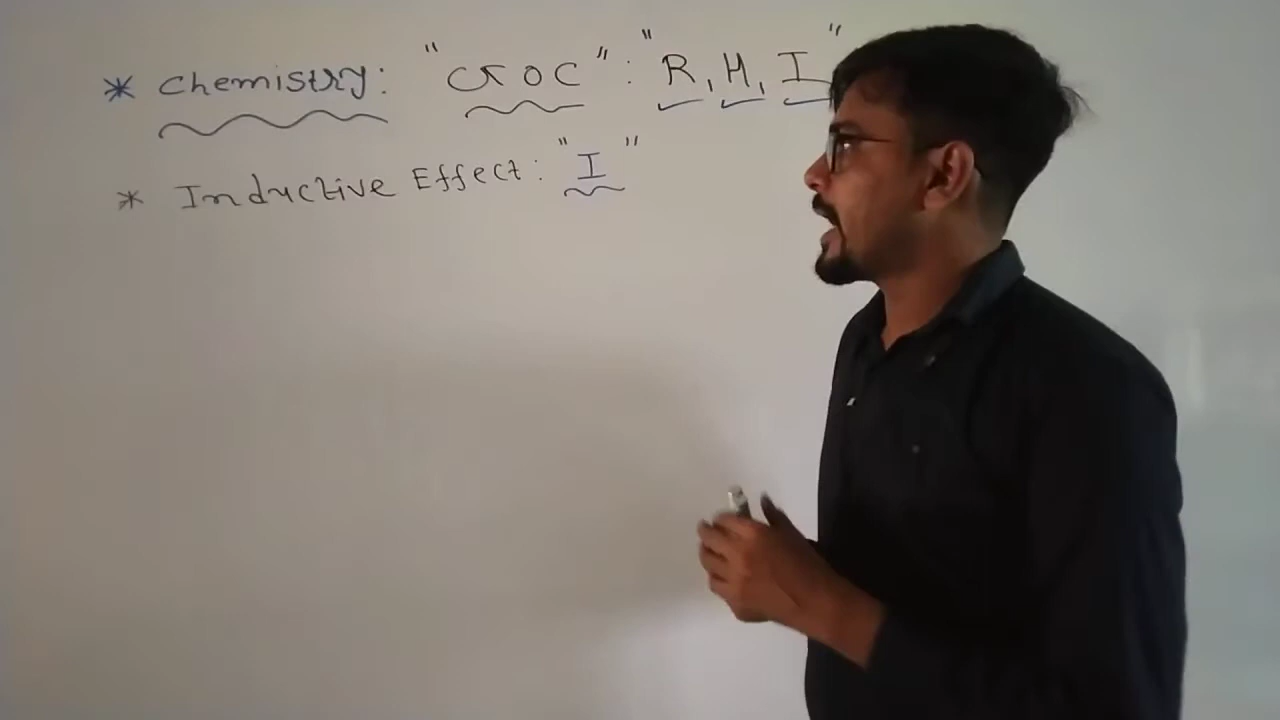 * Chemistry: "GOC": "R, M, I"
* Inductive Effect: "I"